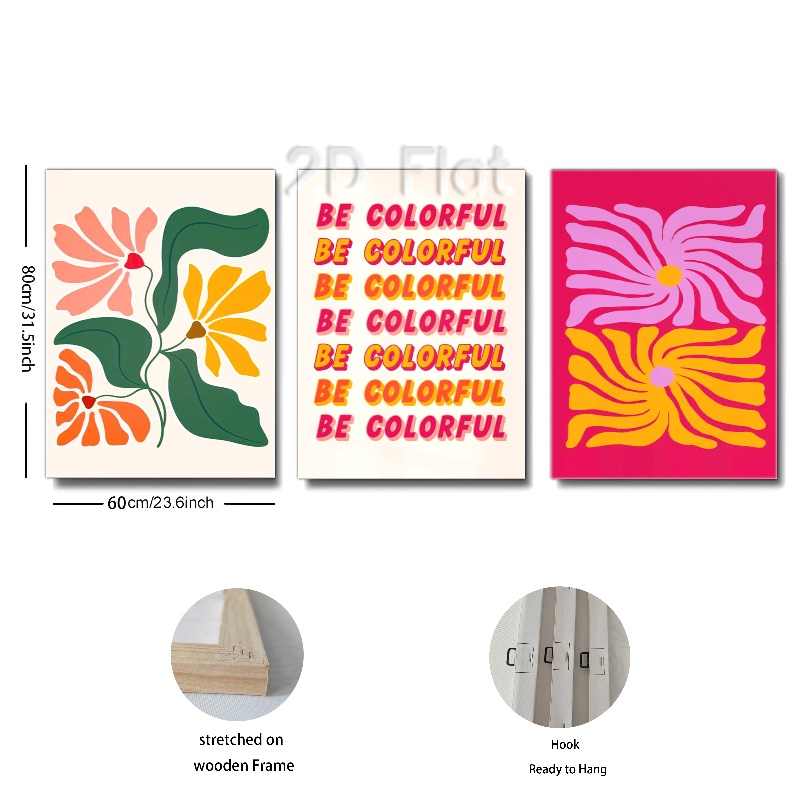 2D Flat
BE COLORFUL
BE COLORFUL
BE COLORFUL
BE COLORFUL
BE COLORFUL
BE COLORFUL
BE COLORFUL
80cm/31.5inch
60cm/23.6inch
stretched on
wooden Frame
Hook
Ready to Hang